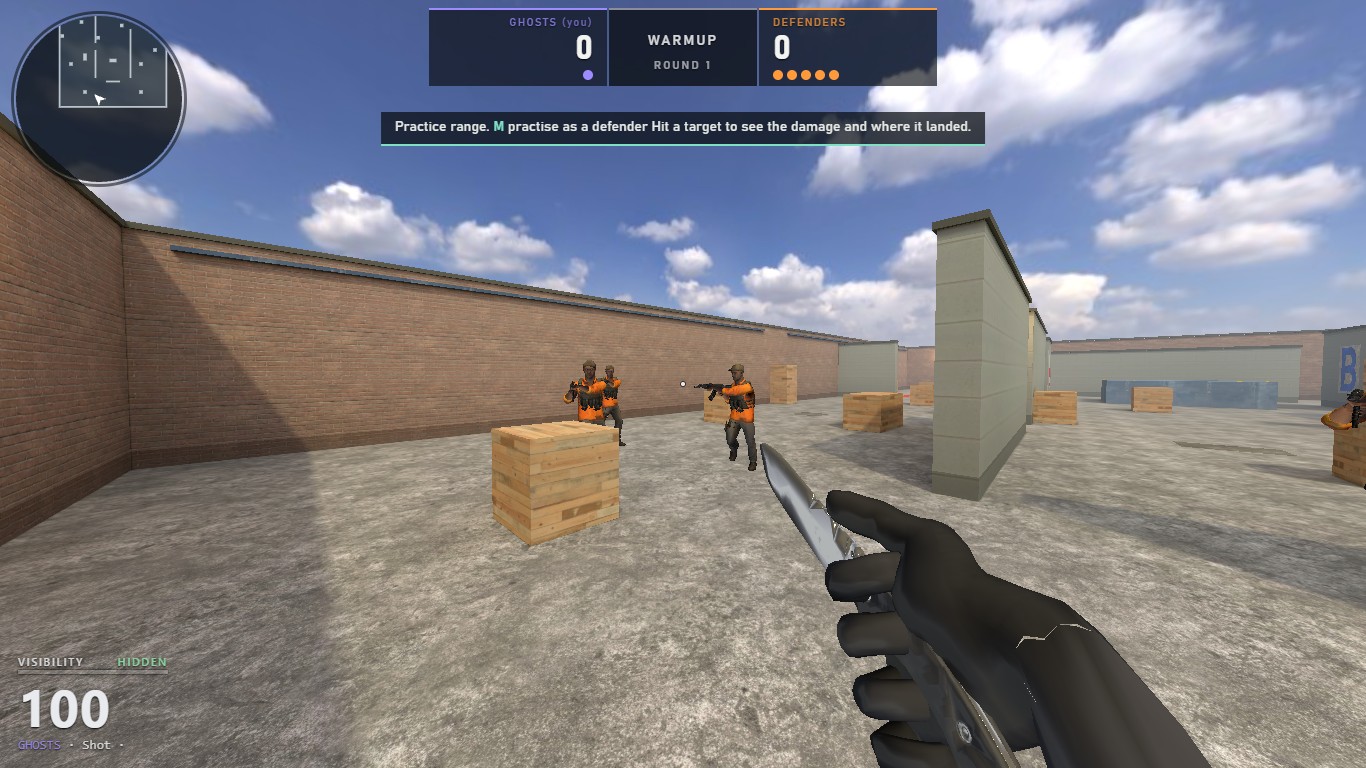 GHOSTS (you)
0
WARMUP
ROUND 1
DEFENDERS
0
Practice range. M practise as a defender Hit a target to see the damage and where it landed.
B
VISIBILITY HIDDEN
100
GHOSTS · Shot ·